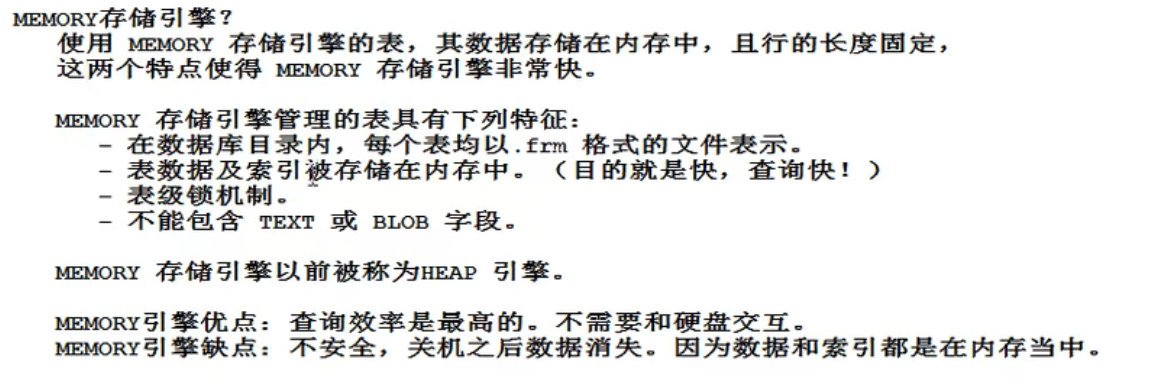 MEMORY存储引擎？
使用 MEMORY 存储引擎的表，其数据存储在内存中，且行的长度固定，
这两个特点使得 MEMORY 存储引擎非常快。
MEMORY 存储引擎管理的表具有下列特征：
- 在数据库目录内，每个表均以.frm 格式的文件表示。
- 表数据及索引被存储在内存中。（目的就是快，查询快！）
- 表级锁机制。
- 不能包含 TEXT 或 BLOB 字段。
MEMORY 存储引擎以前被称为HEAP 引擎。
MEMORY引擎优点：查询效率是最高的。不需要和硬盘交互。
MEMORY引擎缺点：不安全，关机之后数据消失。因为数据和索引都是在内存当中。